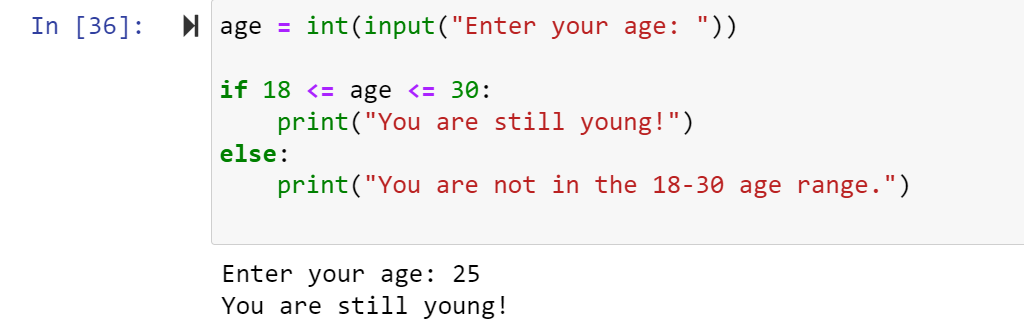 In [36]: age = int(input("Enter your age: "))
if 18 <= age <= 30:
    print("You are still young!")
else:
    print("You are not in the 18-30 age range.")
Enter your age: 25
You are still young!